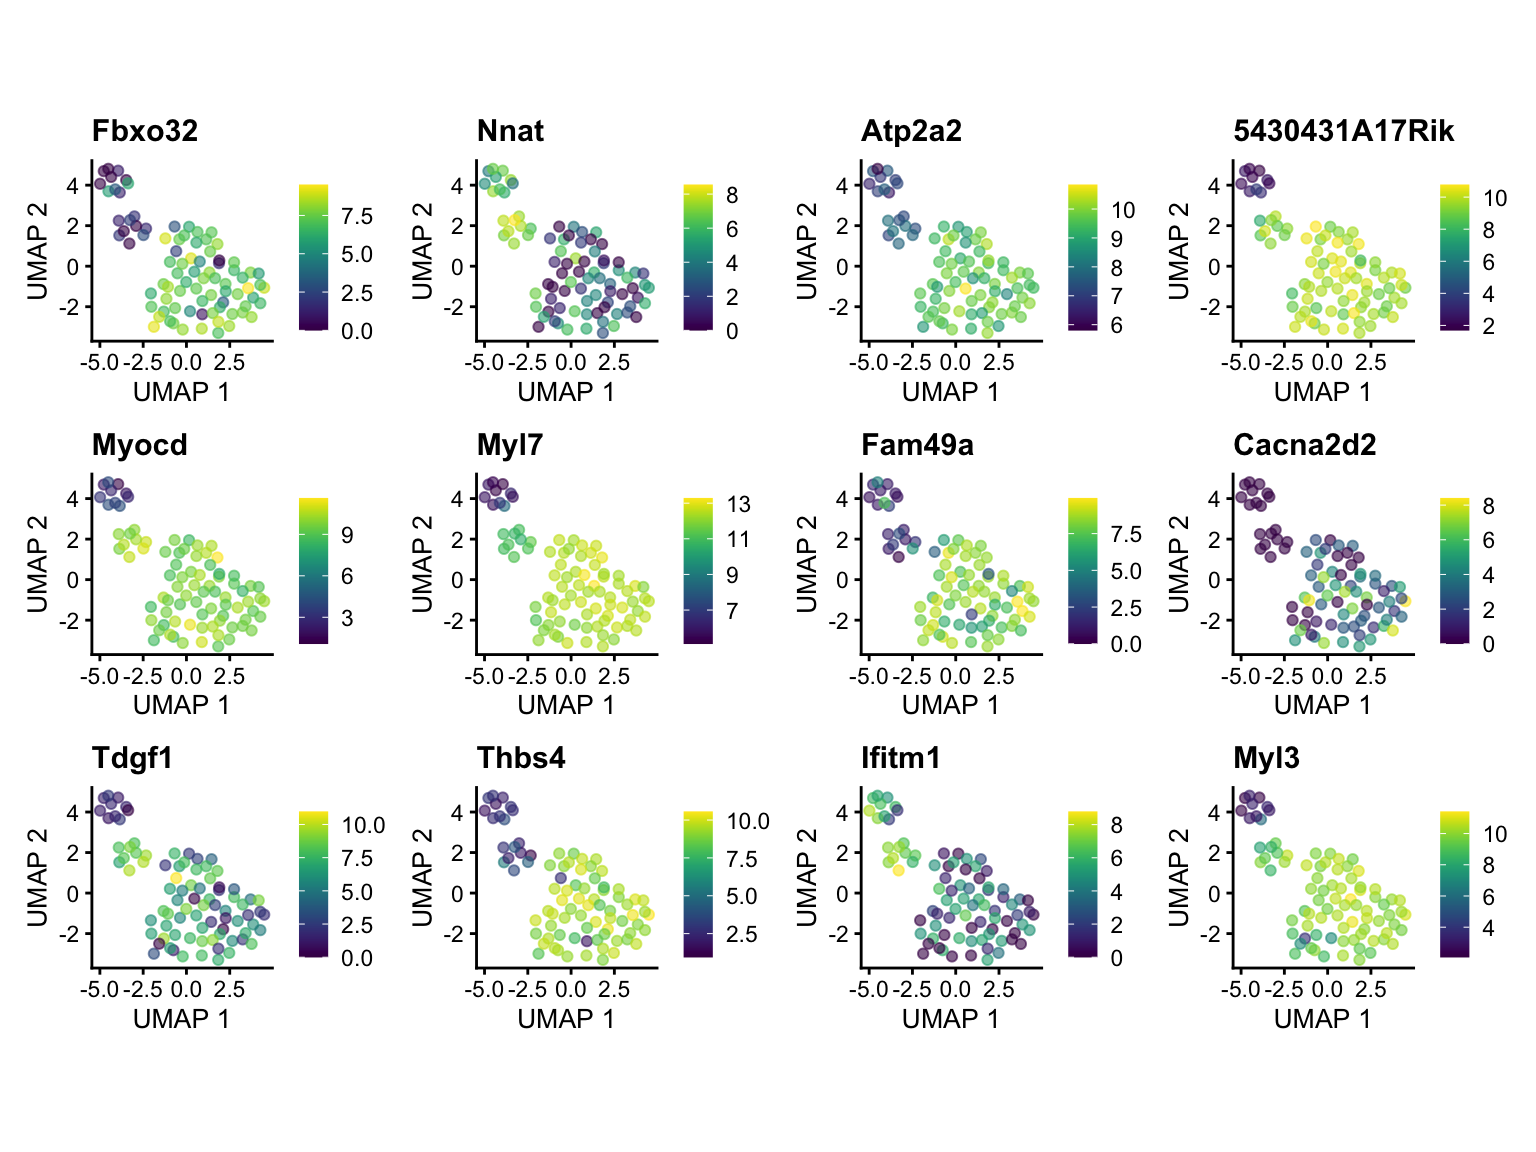 Fbxo32 Nnat Atp2a2 5430431A17Rik
UMAP 2 4 2 0 -2 7.5 5.0 2.5 0.0 UMAP 2 4 2 0 -2 8 6 4 2 0 UMAP 2 4 2 0 -2 10 9 8 7 6 UMAP 2 4 2 0 -2 10 8 6 4 2
-5.0 -2.5 0.0 2.5 -5.0 -2.5 0.0 2.5 -5.0 -2.5 0.0 2.5 -5.0 -2.5 0.0 2.5
UMAP 1 UMAP 1 UMAP 1 UMAP 1
Myocd Myl7 Fam49a Cacna2d2
UMAP 2 4 2 0 -2 9 6 3 UMAP 2 4 2 0 -2 13 11 9 7 UMAP 2 4 2 0 -2 7.5 5.0 2.5 0.0 UMAP 2 4 2 0 -2 8 6 4 2 0
-5.0 -2.5 0.0 2.5 -5.0 -2.5 0.0 2.5 -5.0 -2.5 0.0 2.5 -5.0 -2.5 0.0 2.5
UMAP 1 UMAP 1 UMAP 1 UMAP 1
Tdgf1 Thbs4 Ifitm1 Myl3
UMAP 2 4 2 0 -2 10.0 7.5 5.0 2.5 0.0 UMAP 2 4 2 0 -2 10.0 7.5 5.0 2.5 UMAP 2 4 2 0 -2 8 6 4 2 0 UMAP 2 4 2 0 -2 10 8 6 4
-5.0 -2.5 0.0 2.5 -5.0 -2.5 0.0 2.5 -5.0 -2.5 0.0 2.5 -5.0 -2.5 0.0 2.5
UMAP 1 UMAP 1 UMAP 1 UMAP 1